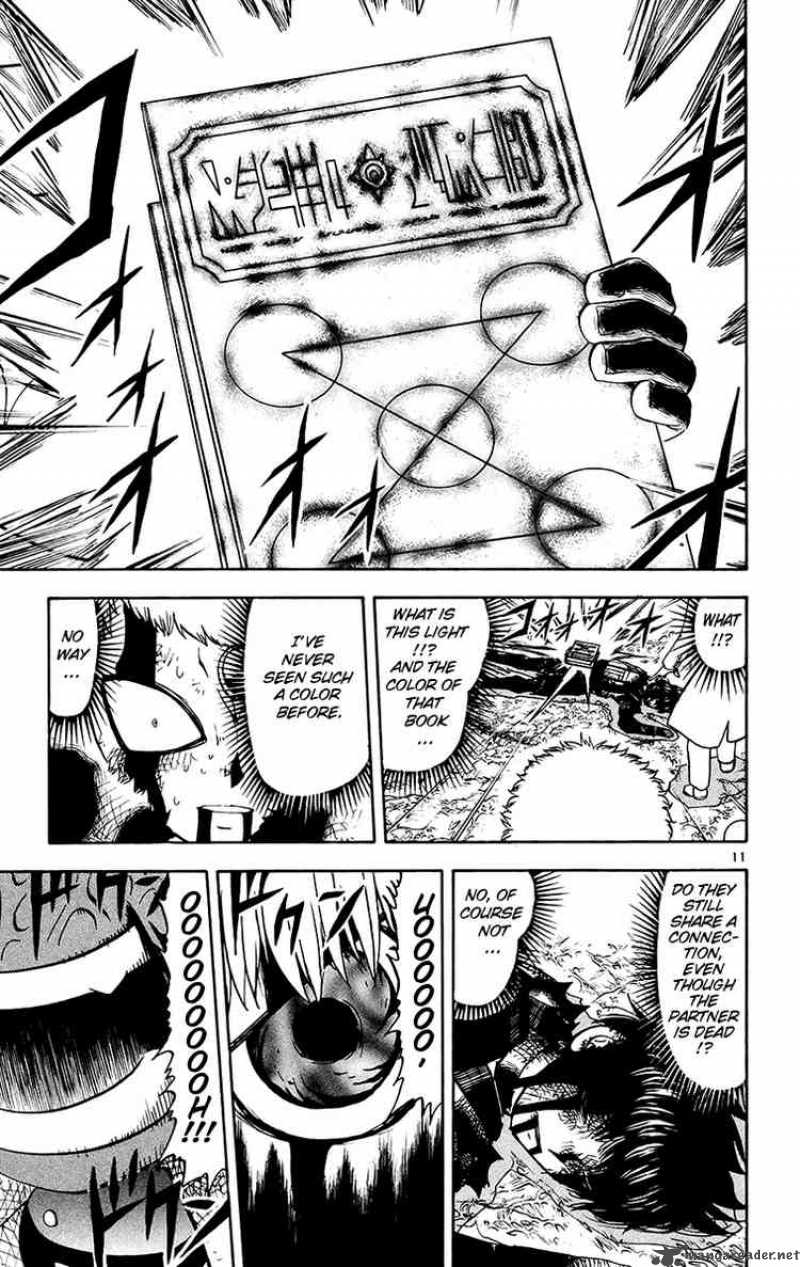 WHAT
!!?
WHAT IS
THIS LIGHT
!!?
AND THE
COLOR OF
THAT
BOOK
...
I'VE
NEVER
SEEN SUCH
A COLOR
BEFORE.
NO
WAY...
11
DO THEY
STILL
SHARE A
CONNEC-
TION,
EVEN
THOUGH
THE
PARTNER
IS DEAD
!?
NO, OF
COURSE
NOT
...
UOOOOOO,
OOOOOOOOOH!!!
mangareader.net